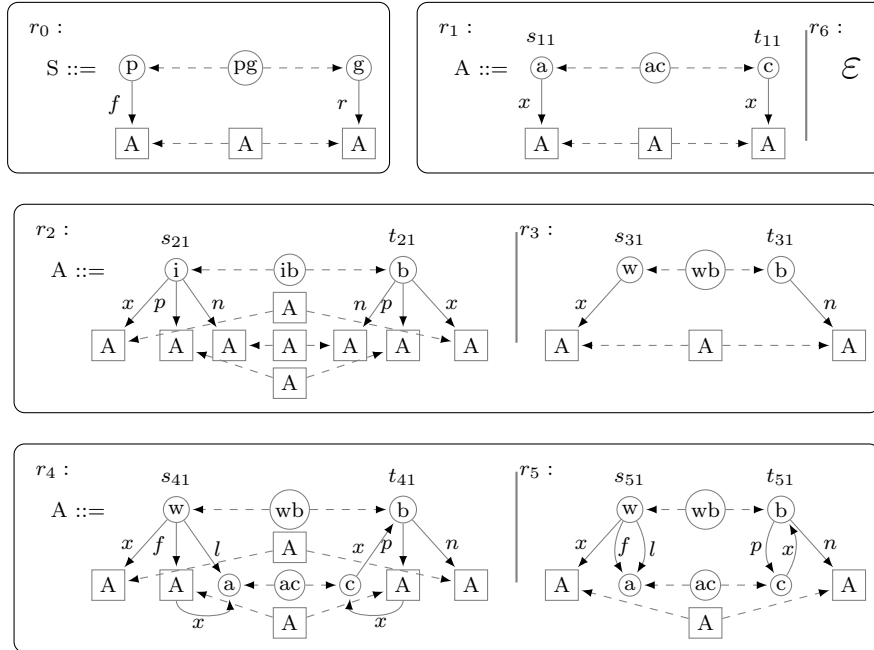 r0 : r1 : s11 t11 r6 :
S ::= p pg g A ::= a ac c ε
f r x x
A A A A A A
r2 : s21 t21 r3 : s31 t31
A ::= i ib b w wb b
x p n A n p x x n
A A A A A A A A A A
A
r4 : s41 t41 r5 : s51 t51
A ::= w wb b w wb b
x f l A x p n x f l p x n
A A a ac c A A A a ac c A
x A x A